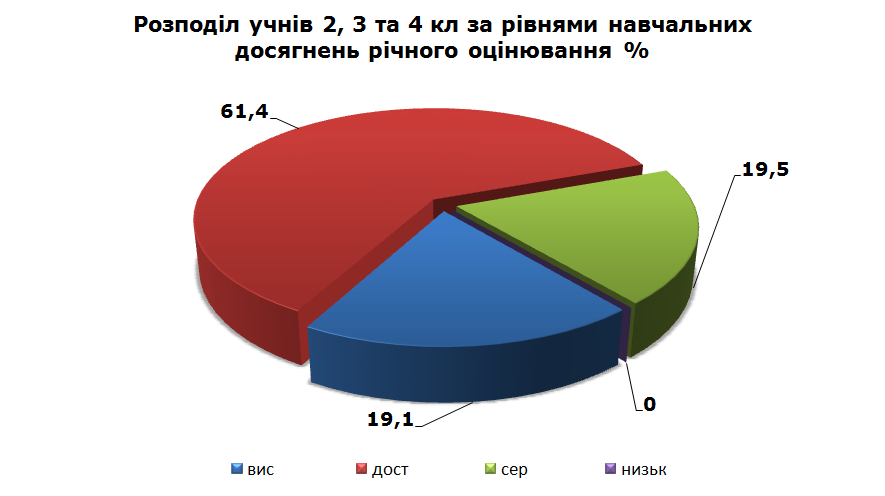 Розподіл учнів 2, 3 та 4 кл за рівнями навчальних
досягнень річного оцінювання %
61,4
19,5
0
19,1
вис дост сер низьк